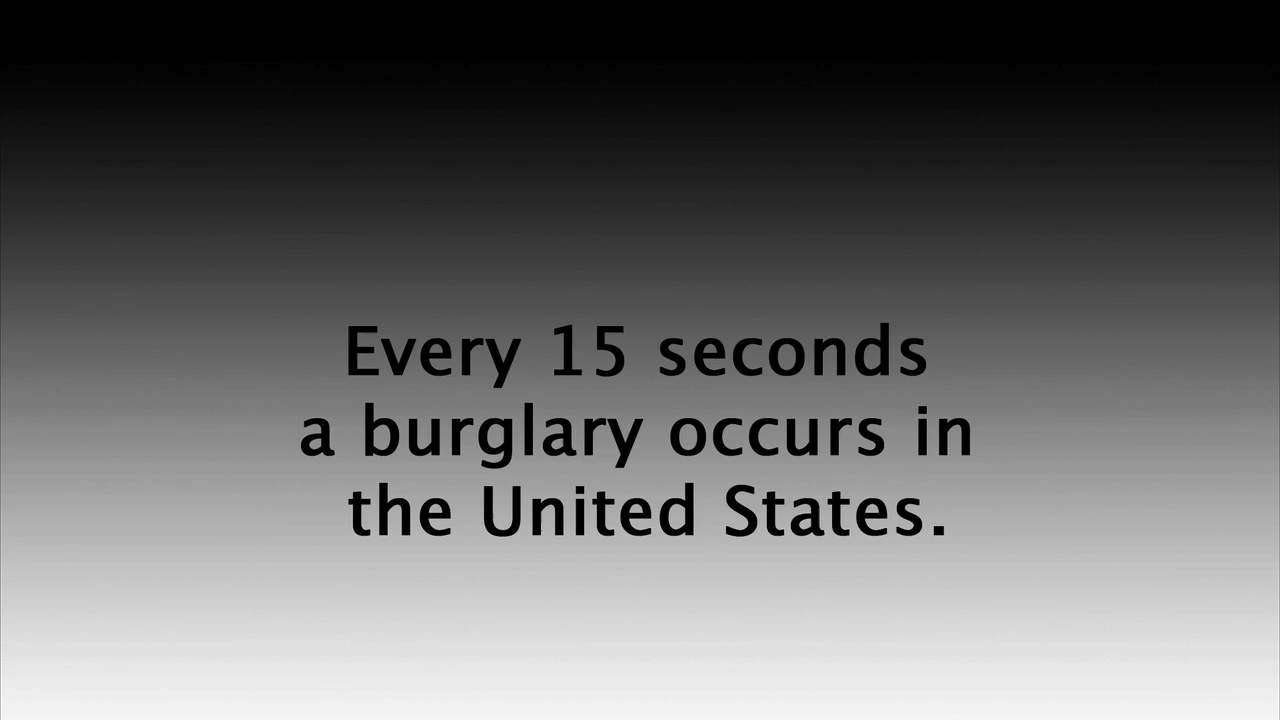 Every 15 seconds
a burglary occurs in
the United States.